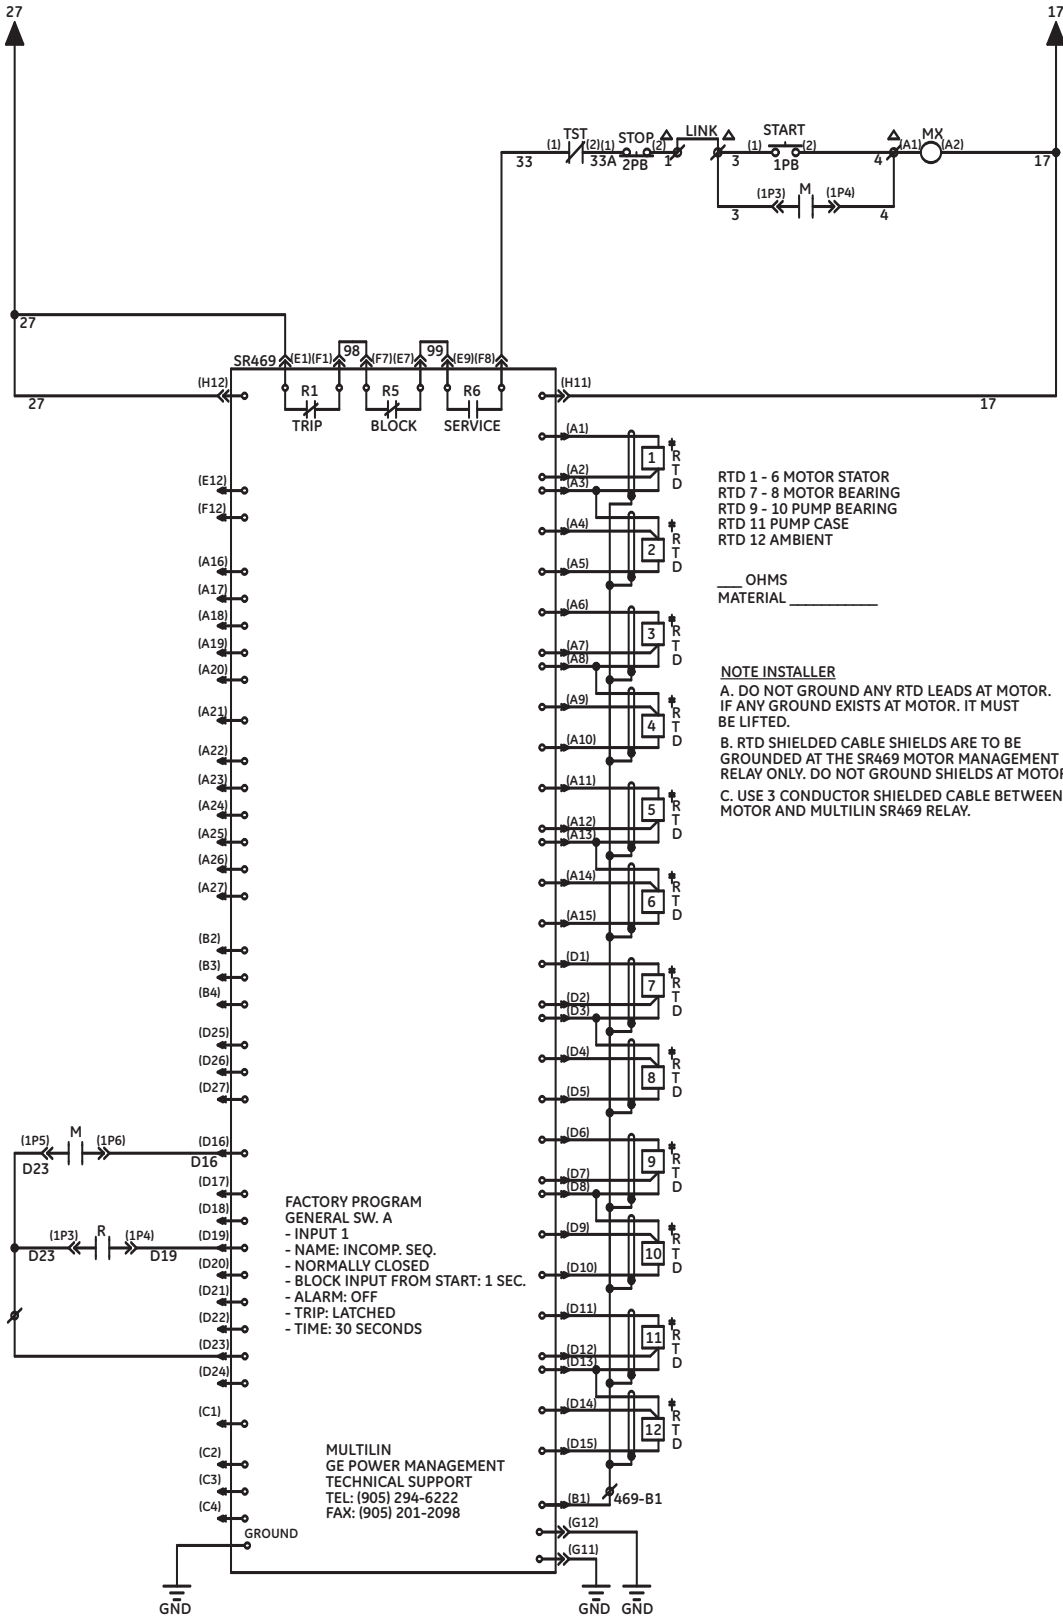 27
17
TST
STOP
LINK
START
MX
(1)
(2)
(1)
(2)
(1)
(2)
(A1)
(A2)
33
33A
2PB
1
3
1PB
4
17
(1P3)
M
(1P4)
3
4
27
SR469
(E1)
(F1)
98
(F7)
(E7)
99
(E9)
(F8)
(H12)
R1
R5
R6
(H11)
27
TRIP
BLOCK
SERVICE
17
(E12)
(F12)
(A16)
(A17)
(A18)
(A19)
(A20)
(A21)
(A22)
(A23)
(A24)
(A25)
(A26)
(A27)
(B2)
(B3)
(B4)
(D25)
(D26)
(D27)
(1P5)
M
(1P6)
(D16)
D23
D16
(D17)
(D18)
(1P3)
R
(1P4)
(D19)
D23
D19
(D20)
(D21)
(D22)
(D23)
(D24)
(C1)
(C2)
(C3)
(C4)
GROUND
GND
FACTORY PROGRAM
GENERAL SW. A
- INPUT 1
- NAME: INCOMP. SEQ.
- NORMALLY CLOSED
- BLOCK INPUT FROM START: 1 SEC.
- ALARM: OFF
- TRIP: LATCHED
- TIME: 30 SECONDS
MULTILIN
GE POWER MANAGEMENT
TECHNICAL SUPPORT
TEL: (905) 294-6222
FAX: (905) 201-2098
(A1)
(A2)
(A3)
1
*RTD
(A4)
(A5)
2
*RTD
(A6)
(A7)
(A8)
3
*RTD
(A9)
(A10)
4
*RTD
(A11)
(A12)
(A13)
5
*RTD
(A14)
(A15)
6
*RTD
(D1)
(D2)
(D3)
7
*RTD
(D4)
(D5)
8
*RTD
(D6)
(D7)
(D8)
9
*RTD
(D9)
(D10)
10
*RTD
(D11)
(D12)
(D13)
11
*RTD
(D14)
(D15)
12
*RTD
(B1)
469-B1
(G12)
(G11)
GND
GND
RTD 1 - 6 MOTOR STATOR
RTD 7 - 8 MOTOR BEARING
RTD 9 - 10 PUMP BEARING
RTD 11 PUMP CASE
RTD 12 AMBIENT
___ OHMS
MATERIAL ___________
NOTE INSTALLER
A. DO NOT GROUND ANY RTD LEADS AT MOTOR.
IF ANY GROUND EXISTS AT MOTOR. IT MUST
BE LIFTED.
B. RTD SHIELDED CABLE SHIELDS ARE TO BE
GROUNDED AT THE SR469 MOTOR MANAGEMENT
RELAY ONLY. DO NOT GROUND SHIELDS AT MOTOR
C. USE 3 CONDUCTOR SHIELDED CABLE BETWEEN
MOTOR AND MULTILIN SR469 RELAY.